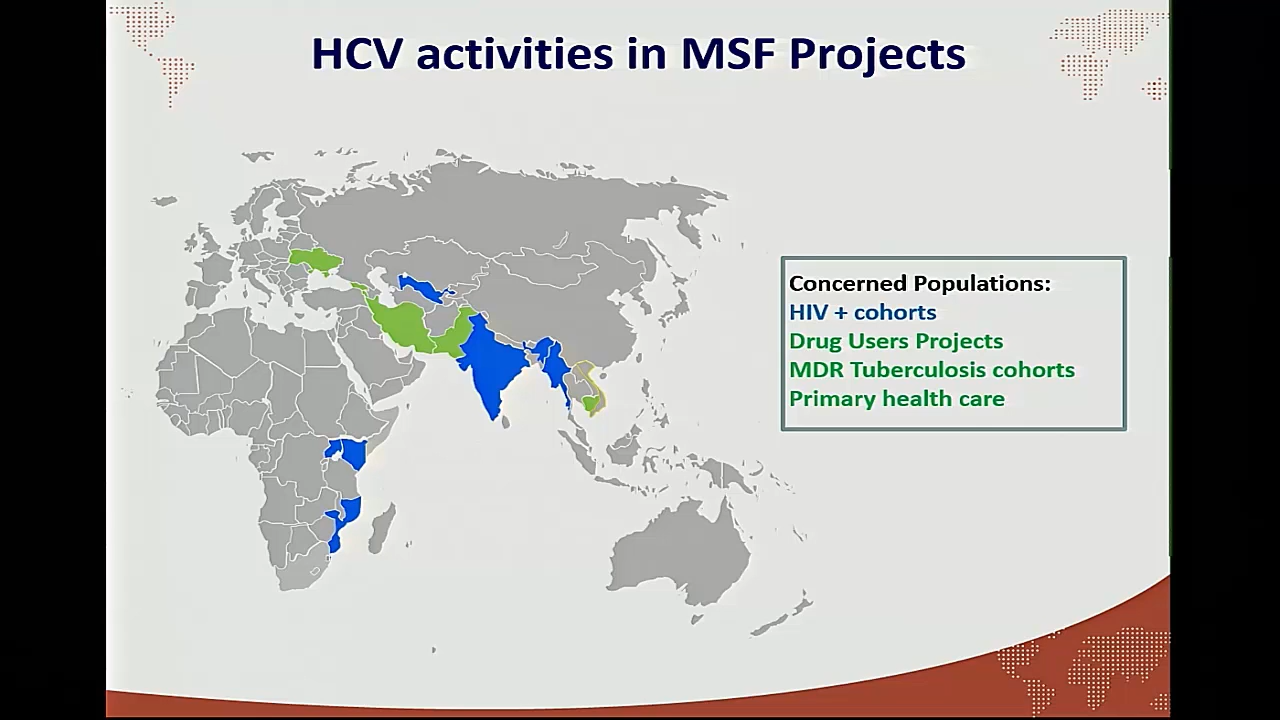 HCV activities in MSF Projects
Concerned Populations:
HIV + cohorts
Drug Users Projects
MDR Tuberculosis cohorts
Primary health care